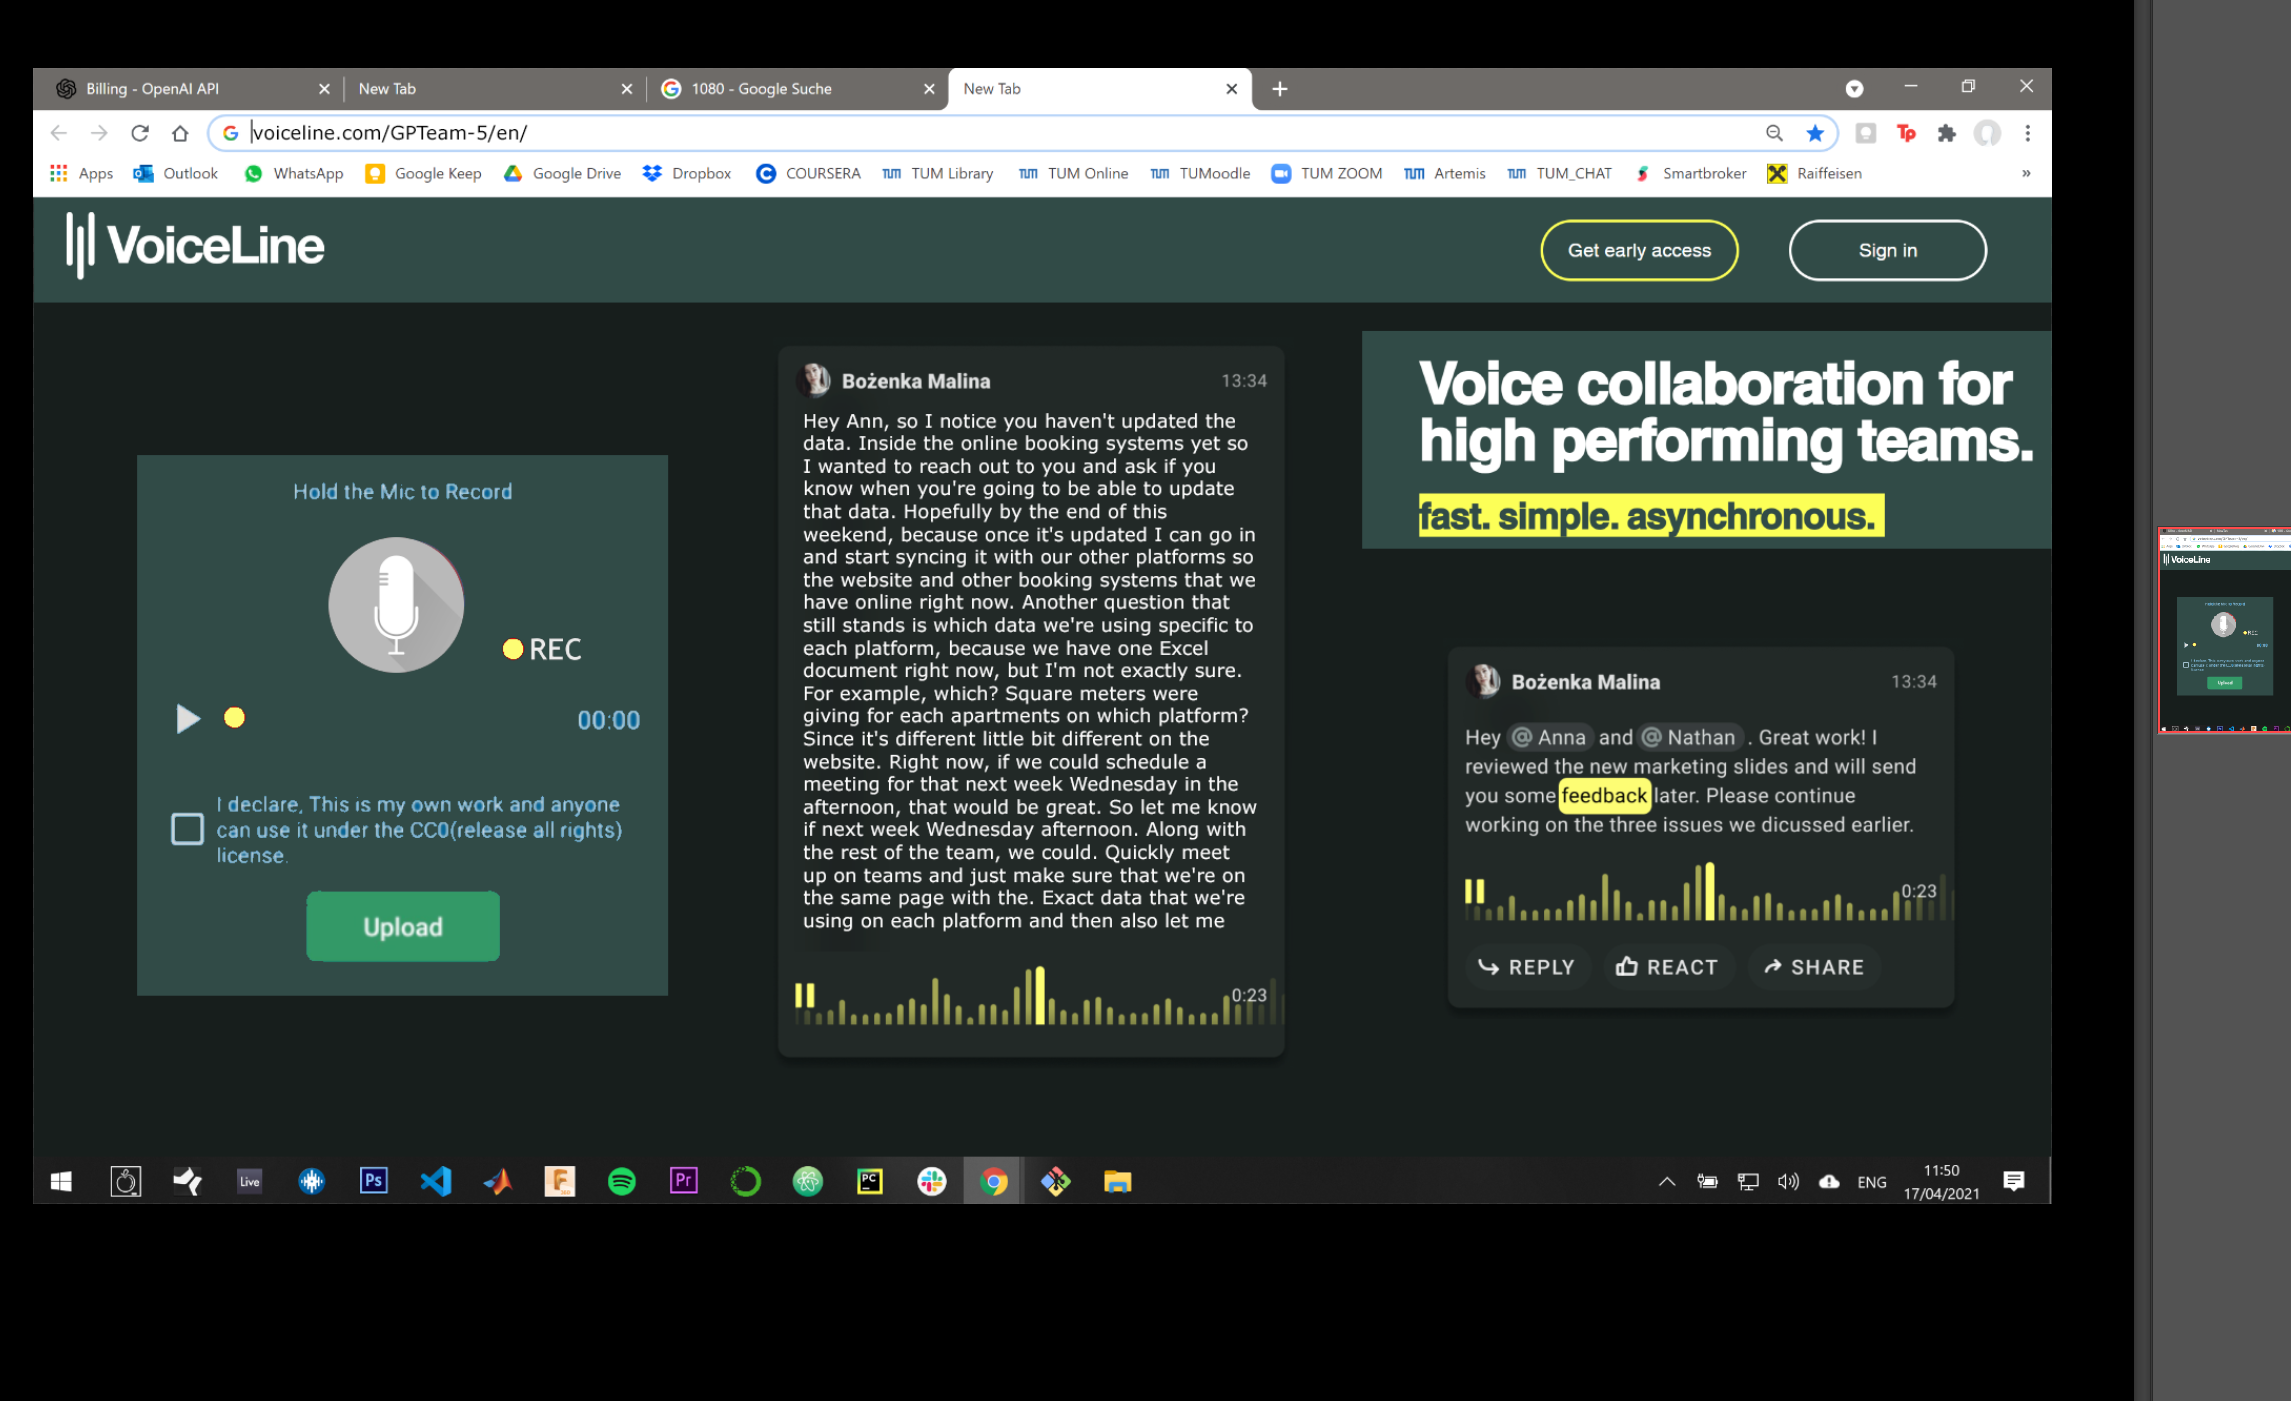 Billing - OpenAI API
New Tab
1080 - Google Suche
New Tab
voiceline.com/GPTeam-5/en/
Apps
Outlook
WhatsApp
Google Keep
Google Drive
Dropbox
COURSERA
TUM Library
TUM Online
TUMoodle
TUM ZOOM
Artemis
TUM_CHAT
Smartbroker
Raiffeisen
VoiceLine
Get early access
Sign in
Hold the Mic to Record
REC
00:00
I declare, This is my own work and anyone
can use it under the CC0(release all rights)
license.
Upload
Bożenka Malina
13:34
Hey Ann, so I notice you haven't updated the
data. Inside the online booking systems yet so
I wanted to reach out to you and ask if you
know when you're going to be able to update
that data. Hopefully by the end of this
weekend, because once it's updated I can go in
and start syncing it with our other platforms so
the website and other booking systems that we
have online right now. Another question that
still stands is which data we're using specific to
each platform, because we have one Excel
document right now, but I'm not exactly sure.
For example, which? Square meters were
giving for each apartments on which platform?
Since it's different little bit different on the
website. Right now, if we could schedule a
meeting for that next week Wednesday in the
afternoon, that would be great. So let me know
if next week Wednesday afternoon. Along with
the rest of the team, we could. Quickly meet
up on teams and just make sure that we're on
the same page with the. Exact data that we're
using on each platform and then also let me
0:23
Voice collaboration for
high performing teams.
fast. simple. asynchronous.
Bożenka Malina
13:34
Hey @ Anna and @ Nathan . Great work! I
reviewed the new marketing slides and will send
you some feedback later. Please continue
working on the three issues we dicussed earlier.
0:23
REPLY
REACT
SHARE
Live
Ps
Pr
PC
ENG
11:50
17/04/2021
VoiceLine
REC
Upload